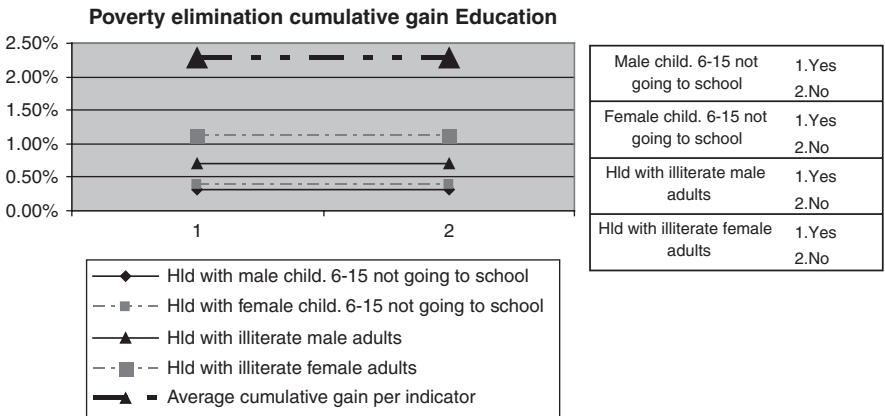 Poverty elimination cumulative gain Education
2.50%
2.00%
1.50%
1.00%
0.50%
0.00%
1
2
Male child. 6-15 not
going to school
1.Yes
2.No
Female child. 6-15 not
going to school
1.Yes
2.No
Hld with illiterate male
adults
1.Yes
2.No
Hld with illiterate female
adults
1.Yes
2.No
Hld with male child. 6-15 not going to school
Hld with female child. 6-15 not going to school
Hld with illiterate male adults
Hld with illiterate female adults
Average cumulative gain per indicator